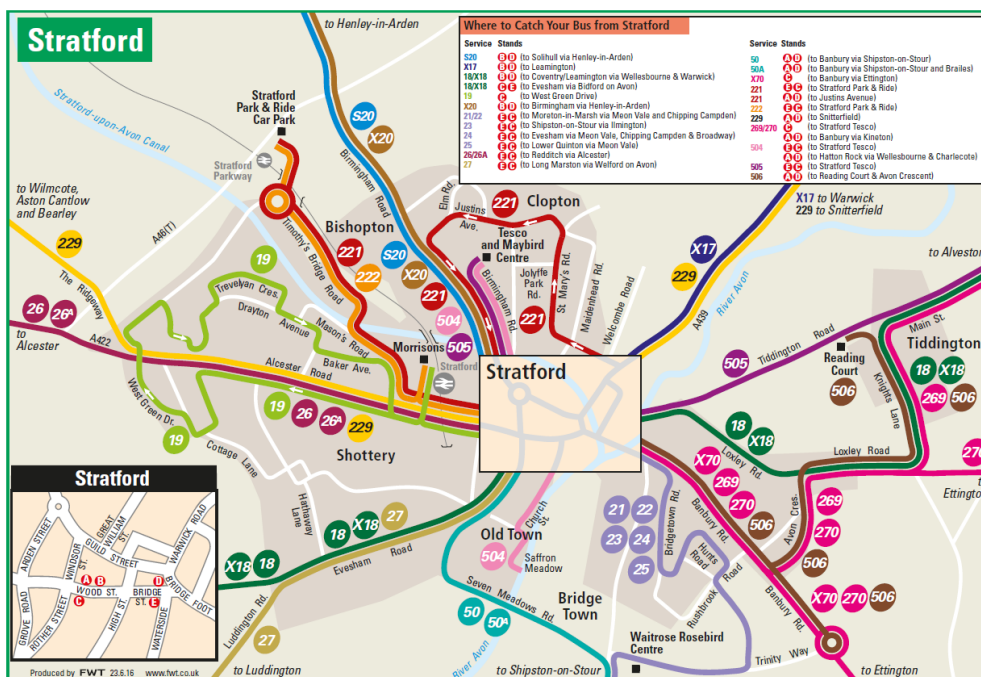 Stratford
to Henley-in-Arden
Where to Catch Your Bus from Stratford
Service Stands
S20 B D (to Solihull via Henley-in-Arden)
X17 B D (to Leamington)
18/X18 B D (to Coventry/Leamington via Wellesbourne & Warwick)
18/X18 C E (to Evesham via Bidford on Avon)
19 C (to West Green Drive)
X20 B D (to Birmingham via Henley-in-Arden)
21/22 E C (to Moreton-in-Marsh via Meon Vale and Chipping Campden)
23 E C (to Shipston-on-Stour via Ilmington)
24 E C (to Evesham via Meon Vale, Chipping Campden & Broadway)
25 E C (to Lower Quinton via Meon Vale)
26/26A E C (to Redditch via Alcester)
27 E C (to Long Marston via Welford on Avon)
Service Stands
50 A D (to Banbury via Shipston-on-Stour)
50A A D (to Banbury via Shipston-on-Stour and Brailes)
X70 C (to Banbury via Ettington)
221 E C (to Stratford Park & Ride)
221 A D (to Justins Avenue)
222 E C (to Stratford Park & Ride)
229 A D (to Snitterfield)
269/270 C (to Stratford Tesco)
A D (to Banbury via Kineton)
504 E C (to Stratford Tesco)
A D (to Hatton Rock via Wellesbourne & Charlecote)
505 E C (to Stratford Tesco)
506 A D (to Reading Court & Avon Crescent)
Stratford-upon-Avon Canal
Stratford
Park & Ride
Car Park
Stratford
Parkway
S20
X20
Birmingham Road
to Wilmcote,
Aston Cantlow
and Bearley
A46(T)
229
The Ridgeway
26
26A
to Alcester
A422
Timothy's Bridge Road
Bishopton
221
222
S20
X20
221
504
505
Elm Rd.
Justins
Ave.
221
Clopton
Tesco
and Maybird
Centre
Birmingham Rd.
Jolyffe
Park
Rd.
221
St Mary's Rd.
Maidenhead Rd.
Welcombe Road
X17 to Warwick
229 to Snitterfield
X17
229
River Avon
A439
to Alveston
19
Trevelyan Cres.
Drayton Avenue
Mason's Road
Baker Ave.
Morrisons
Stratford
Alcester
Road
West Green Dr.
19
19
26
26A
229
Cottage Lane
Shottery
Hathaway
Lane
Stratford
505
Tiddington Road
Reading
Court
506
Knights
Lane
Main St.
Tiddington
18
X18
269
506
18
X18
Loxley Rd.
Loxley Road
270
to
Ettington
X70
269
270
506
Banbury Rd.
Avon Cres.
269
270
506
X70
270
506
Banbury Rd.
to Ettington
21
22
23
24
25
Bridgetown Rd.
Hunts
Road
Rushbrook Road
Bridge
Town
Waitrose Rosebird
Centre
Trinity Way
Old Town
Church
St.
504
Saffron
Meadow
Seven Meadows Rd.
50
50A
River Avon
to Shipston-on-Stour
18
X18
27
Evesham Road
X18
18
Luddington Rd.
27
to Luddington
Stratford
ARDEN STREET
WINDSOR
ST.
GREAT
WILLIAM
ST.
GUILD STREET
WARWICK ROAD
A B
D
WOOD ST.
BRIDGE
ST.
C
E
BRIDGE FOOT
GROVE ROAD
ROTHER STREET
HIGH ST.
WATERSIDE
Produced by FWT 23.6.16 www.fwt.co.uk